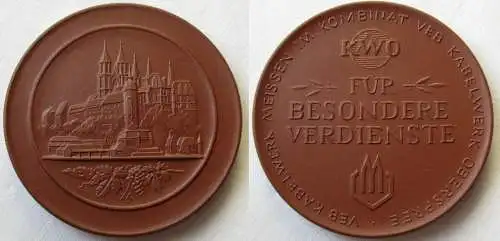 VEB KABELWERK MEISSEN IM KOMBINAT VEB KABELWERK OBERSPREE •
KWO
FÜR
BESONDERE
VERDIENSTE